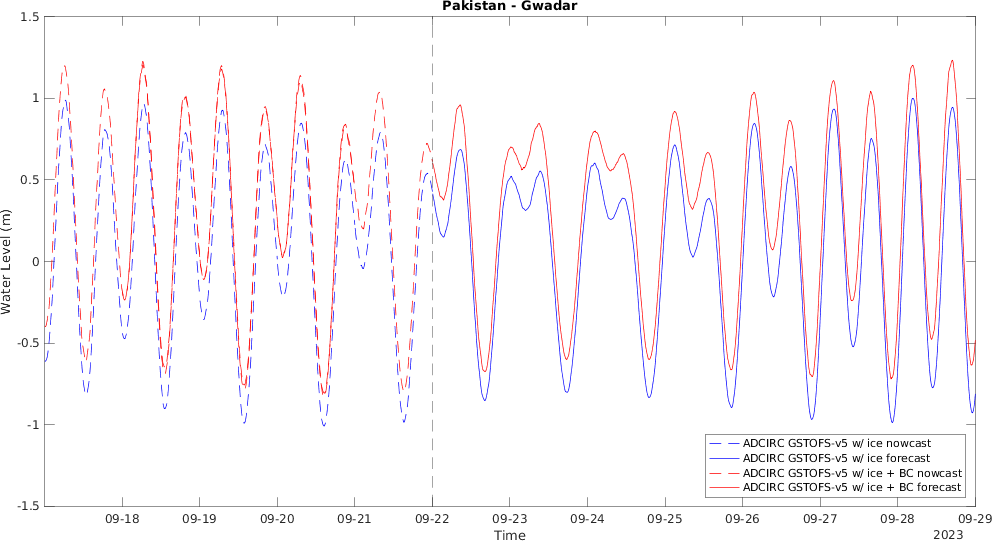 Pakistan - Gwadar
1.5
1
0.5
0
-0.5
-1
-1.5
Water Level (m)
09-18 09-19 09-20 09-21 09-22 09-23 09-24 09-25 09-26 09-27 09-28 09-29
Time
2023
ADCIRC GSTOFS-v5 w/ ice nowcast
ADCIRC GSTOFS-v5 w/ ice forecast
ADCIRC GSTOFS-v5 w/ ice + BC nowcast
ADCIRC GSTOFS-v5 w/ ice + BC forecast